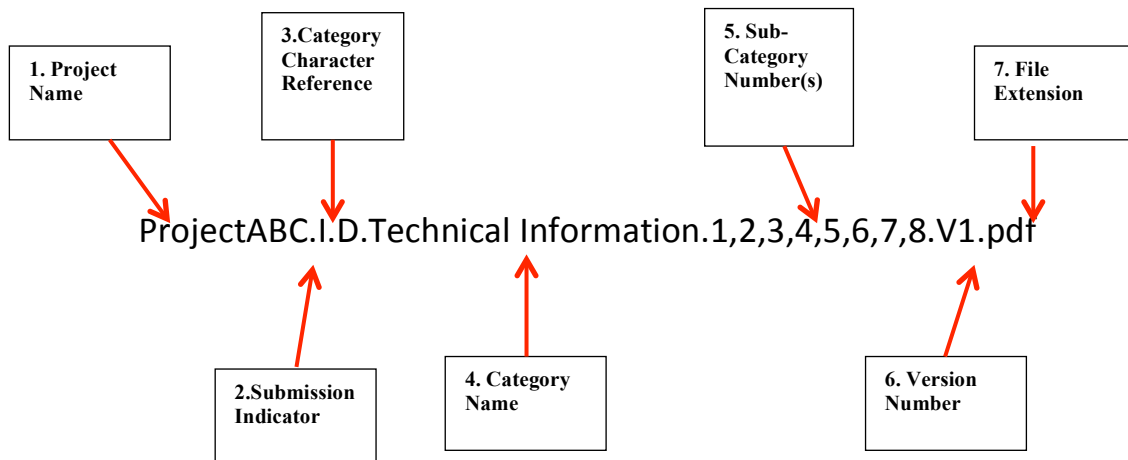 1. Project
Name
3.Category
Character
Reference
5. Sub-
Category
Number(s)
7. File
Extension
ProjectABC.I.D.Technical Information.1,2,3,4,5,6,7,8.V1.pdf
2.Submission
Indicator
4. Category
Name
6. Version
Number